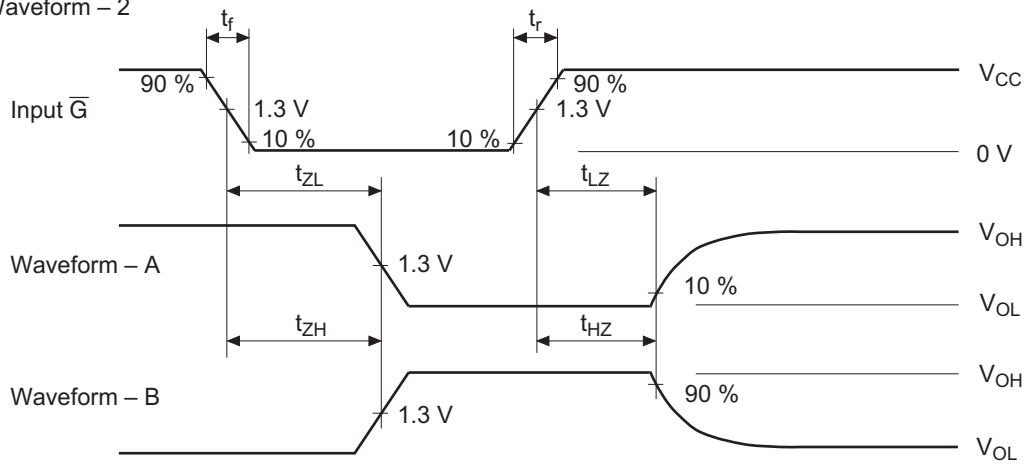 Waveform – 2
tf
tr
90 %
90 %
VCC
Input G̅
1.3 V
1.3 V
10 %
10 %
0 V
tZL
tLZ
VOH
Waveform – A
1.3 V
10 %
VOL
tZH
tHZ
VOH
90 %
Waveform – B
1.3 V
VOL